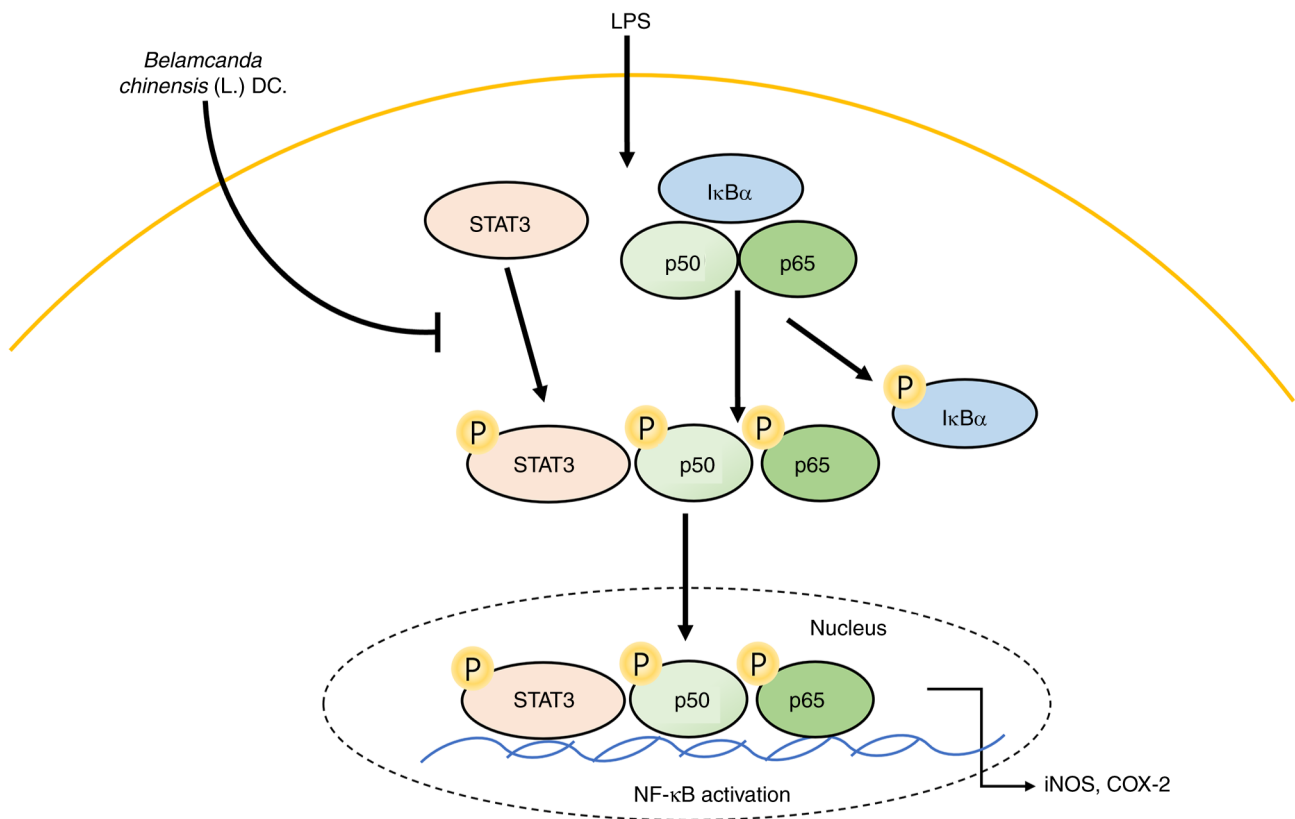 LPS
Belamcanda
chinensis (L.) DC.
IκBα
STAT3
p50
p65
P
IκBα
P
STAT3
P
p50
P
p65
Nucleus
P
STAT3
P
p50
P
p65
NF-κB activation
iNOS, COX-2